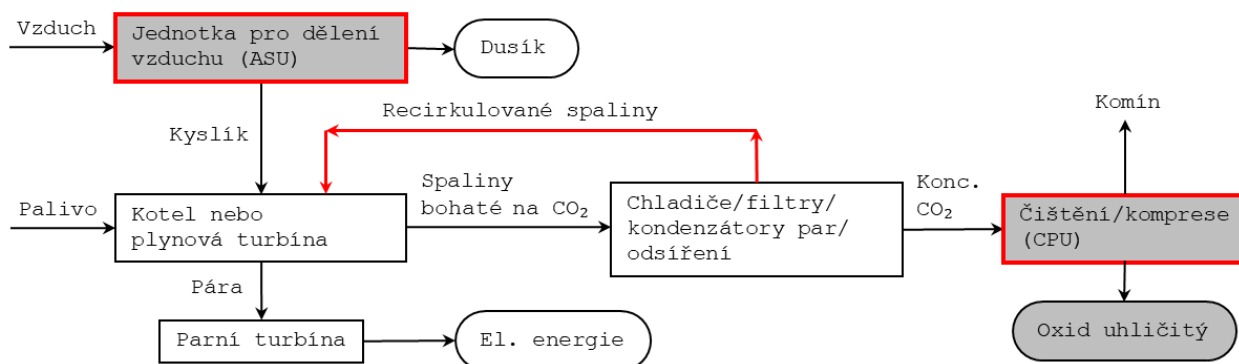 Vzduch
Jednotka pro dělení
vzduchu (ASU)
Dusík
Recirkulované spaliny
Komín
Kyslík
Palivo
Kotel nebo
plynová turbína
Spaliny
bohaté na CO₂
Chladiče/filtry/
kondenzátory par/
odsíření
Konc.
CO₂
Čištění/komprese
(CPU)
Pára
Parní turbína
El. energie
Oxid uhličitý